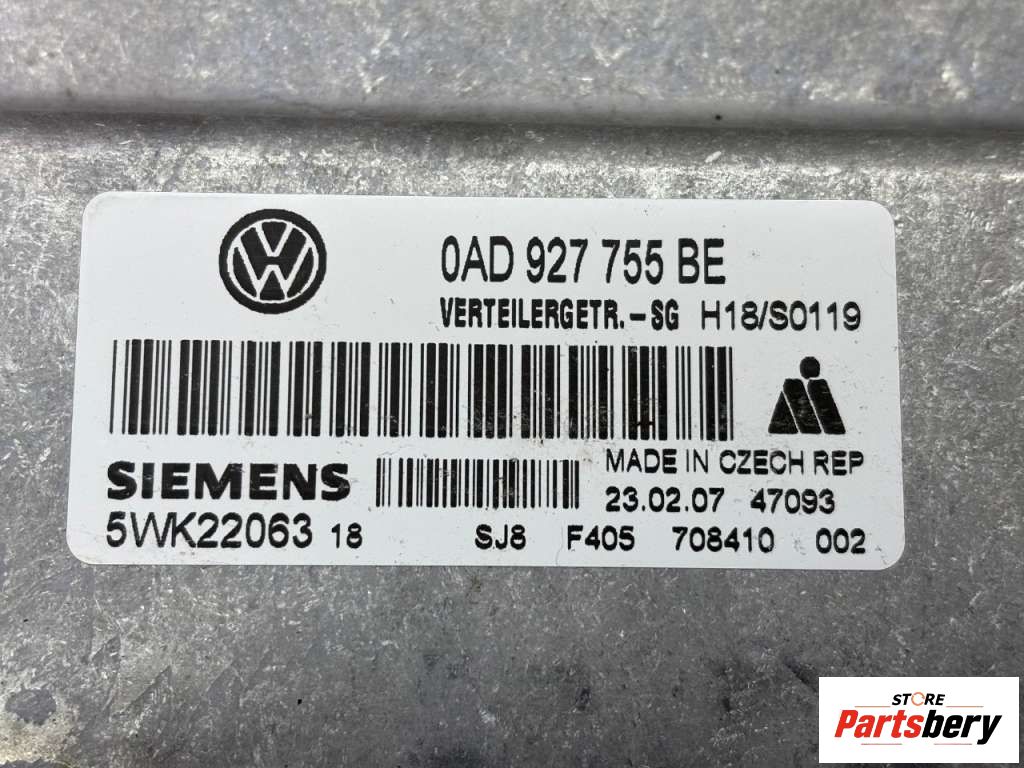 0AD 927 755 BE
VERTEILERGETR.-SG H18/S0119
MADE IN CZECH REP
SIEMENS
23.02.07 47093
5WK22063 18 SJ8 F405 708410 002
STORE
Partsbery